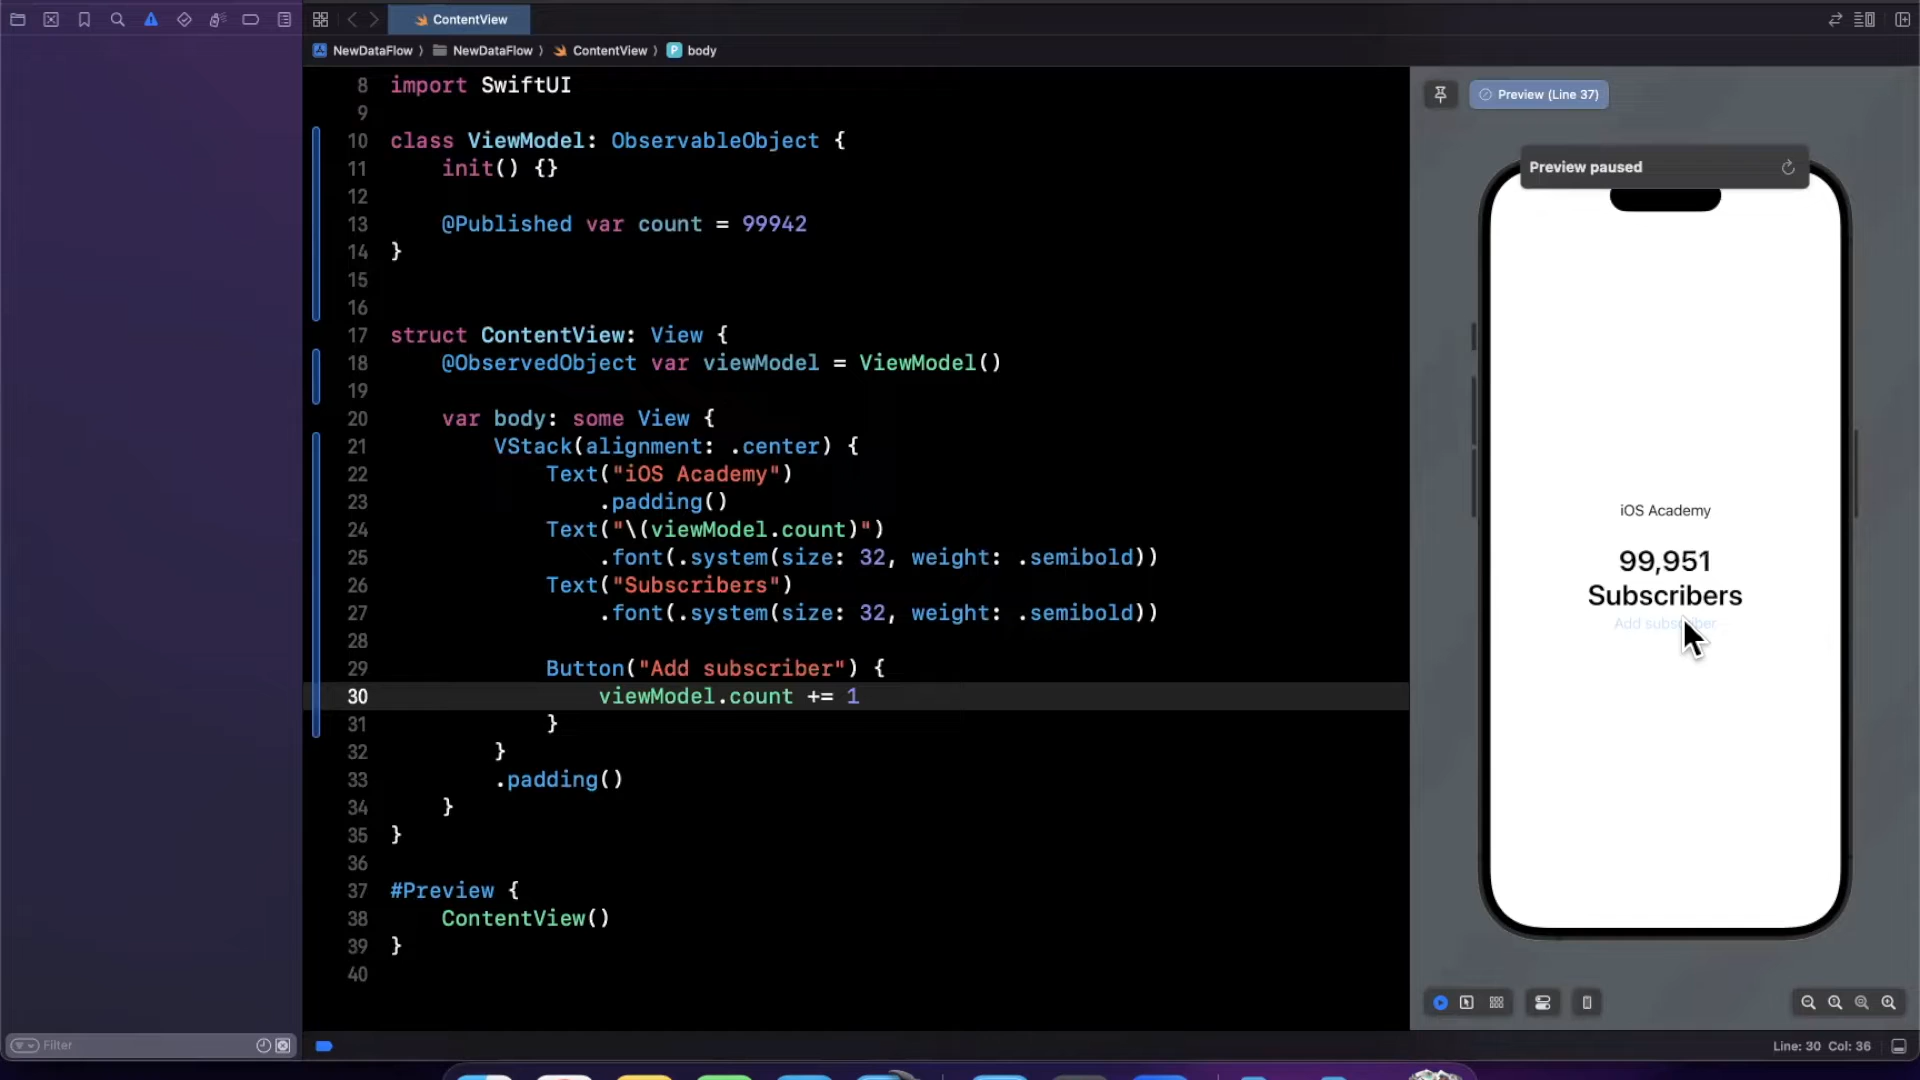 ContentView
NewDataFlow 〉 NewDataFlow 〉 ContentView 〉 P body
8 import SwiftUI
9
10 class ViewModel: ObservableObject {
11 init() {}
12
13 @Published var count = 99942
14 }
15
16
17 struct ContentView: View {
18 @ObservedObject var viewModel = ViewModel()
19
20 var body: some View {
21 VStack(alignment: .center) {
22 Text("iOS Academy")
23 .padding()
24 Text("\(viewModel.count)")
25 .font(.system(size: 32, weight: .semibold))
26 Text("Subscribers")
27 .font(.system(size: 32, weight: .semibold))
28
29 Button("Add subscriber") {
30 viewModel.count += 1
31 }
32 }
33 .padding()
34 }
35 }
36
37 #Preview {
38 ContentView()
39 }
40
Preview (Line 37)
Preview paused
iOS Academy
99,951
Subscribers
Add subscriber
Filter
Line: 30 Col: 36